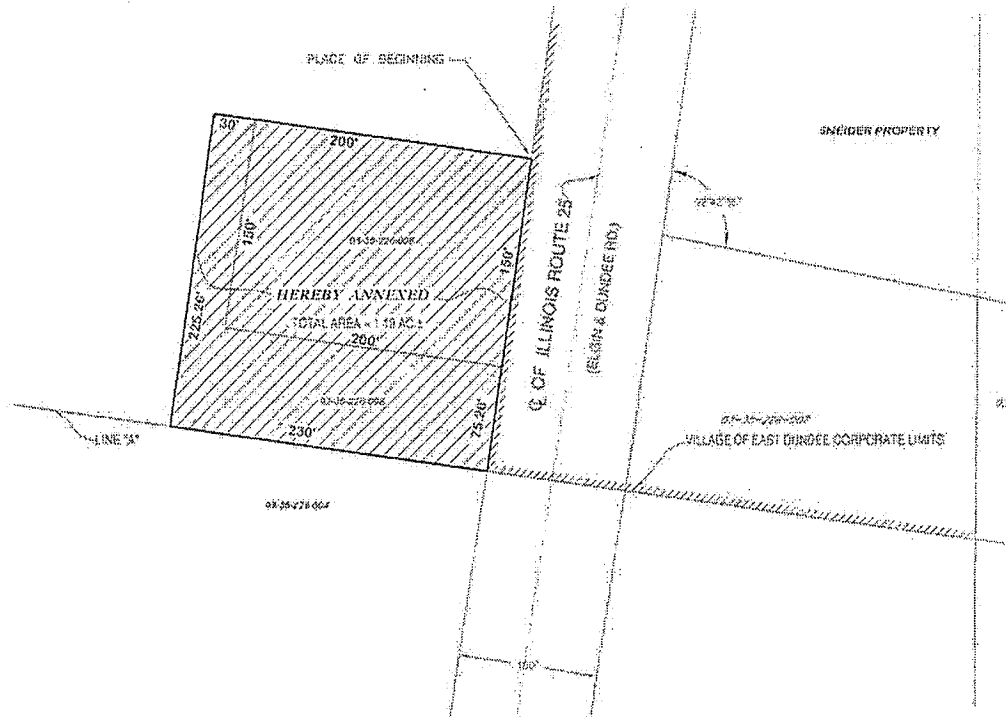 PLACE OF BEGINNING
SNEIDER PROPERTY
30'
200'
150'
HEREBY ANNEXED
TOTAL AREA = 1.19 AC.±
200'
225.26'
150'
75.26'
230'
LINE "A"
℄ OF ILLINOIS ROUTE 25
(ELGIN & DUNDEE RD.)
VILLAGE OF EAST DUNDEE CORPORATE LIMITS
100'